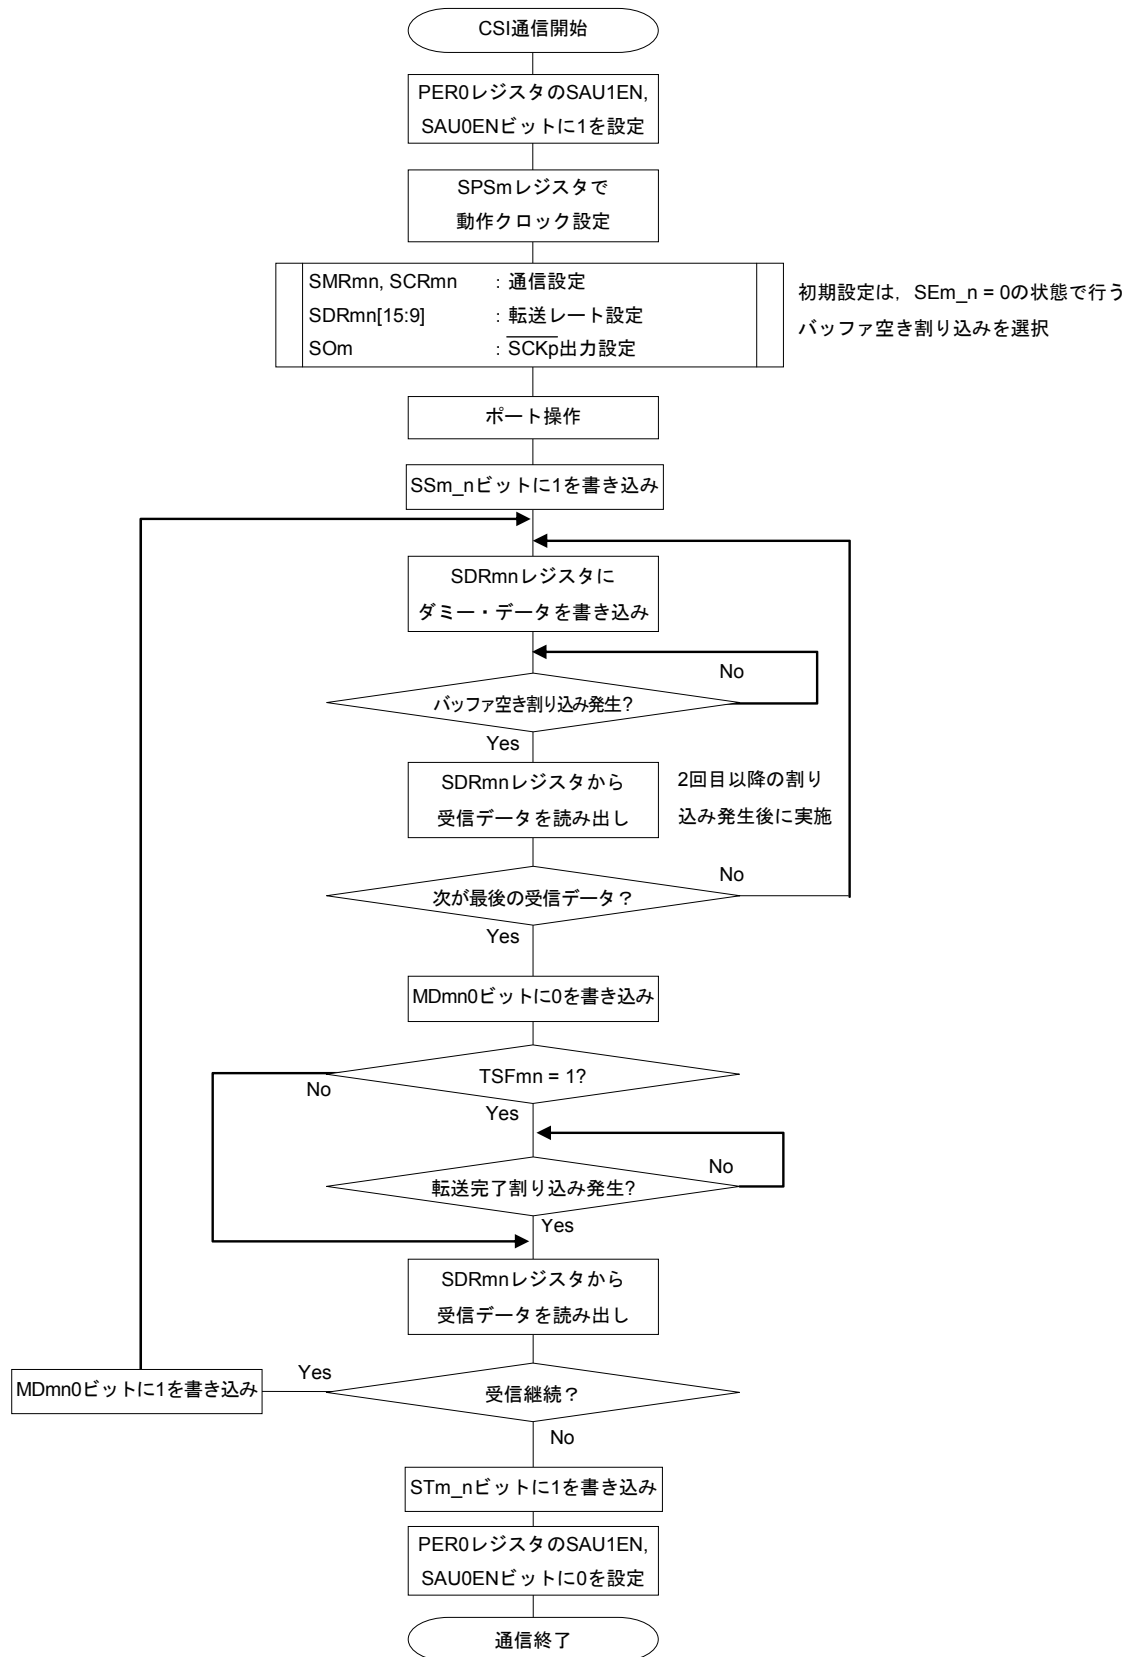 CSI通信開始
PER0レジスタのSAU1EN,
SAU0ENビットに1を設定
SPSmレジスタで
動作クロック設定
SMRmn, SCRmn : 通信設定
SDRmn[15:9] : 転送レート設定
SOm : SCKp出力設定
初期設定は，SEm_n = 0の状態で行う
バッファ空き割り込みを選択
ポート操作
SSm_nビットに1を書き込み
SDRmnレジスタに
ダミー・データを書き込み
No
バッファ空き割り込み発生？
Yes
SDRmnレジスタから
受信データを読み出し
2回目以降の割り
込み発生後に実施
No
次が最後の受信データ？
Yes
MDmn0ビットに0を書き込み
TSFmn = 1?
No
Yes
No
転送完了割り込み発生?
Yes
SDRmnレジスタから
受信データを読み出し
Yes
MDmn0ビットに1を書き込み
受信継続？
No
STm_nビットに1を書き込み
PER0レジスタのSAU1EN,
SAU0ENビットに0を設定
通信終了